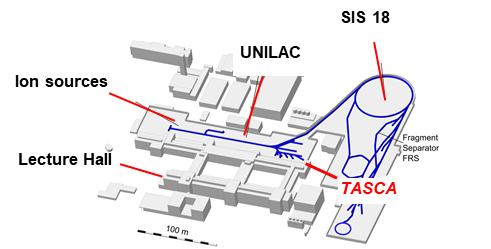 SIS 18
UNILAC
Ion sources
Fragment
Separator
FRS
Lecture Hall
TASCA
100 m